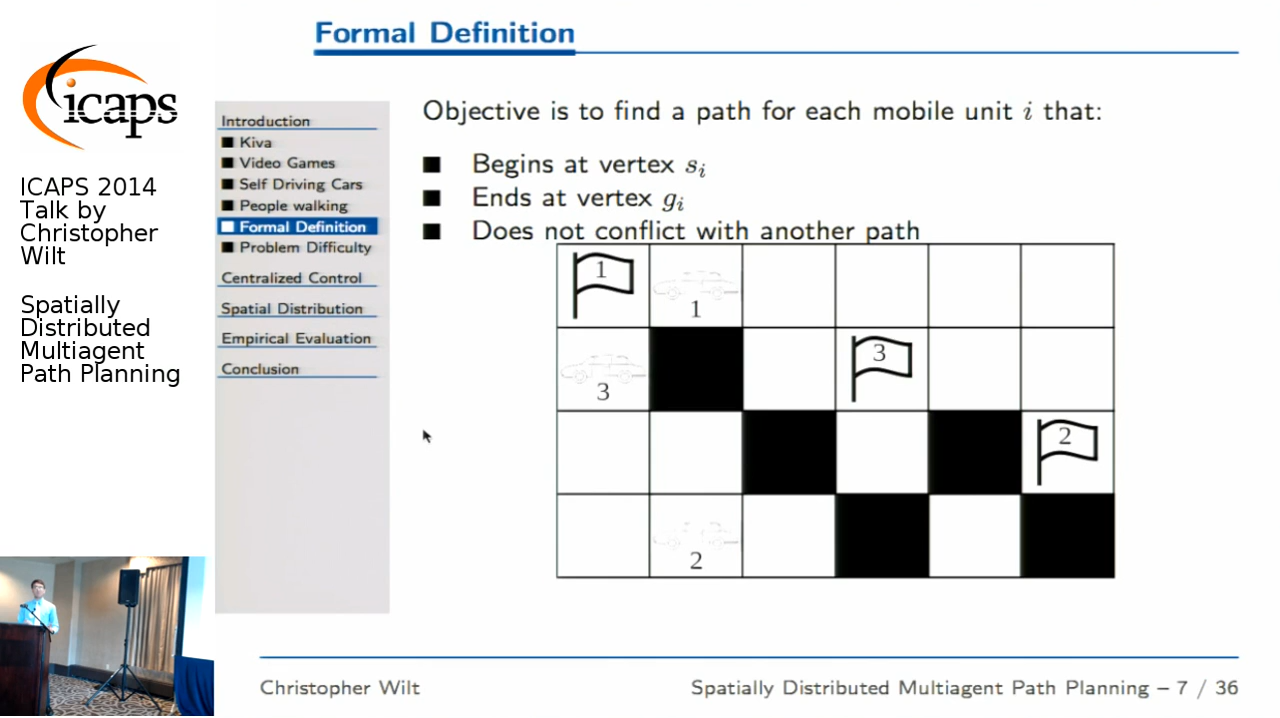 Formal Definition
icaps
ICAPS 2014
Talk by
Christopher
Wilt
Spatially
Distributed
Multiagent
Path Planning
Introduction
Kiva
Video Games
Self Driving Cars
People walking
Formal Definition
Problem Difficulty
Centralized Control
Spatial Distribution
Empirical Evaluation
Conclusion
Objective is to find a path for each mobile unit i that:
Begins at vertex sᵢ
Ends at vertex gᵢ
Does not conflict with another path
1
1
3
3
2
2
Christopher Wilt
Spatially Distributed Multiagent Path Planning – 7 / 36